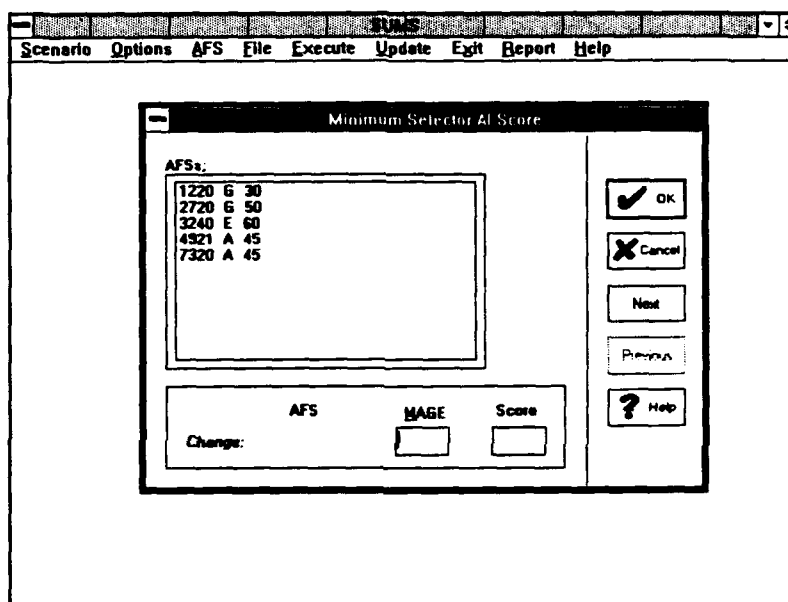 SUMS
Scenario Options AFS File Execute Update Exit Report Help
Minimum Selector AI Score
AFSs;
1220 G 30
2720 G 50
3240 E 60
4921 A 45
7320 A 45
OK
Cancel
Next
Previous
? Help
AFS MAGE Score
Change: